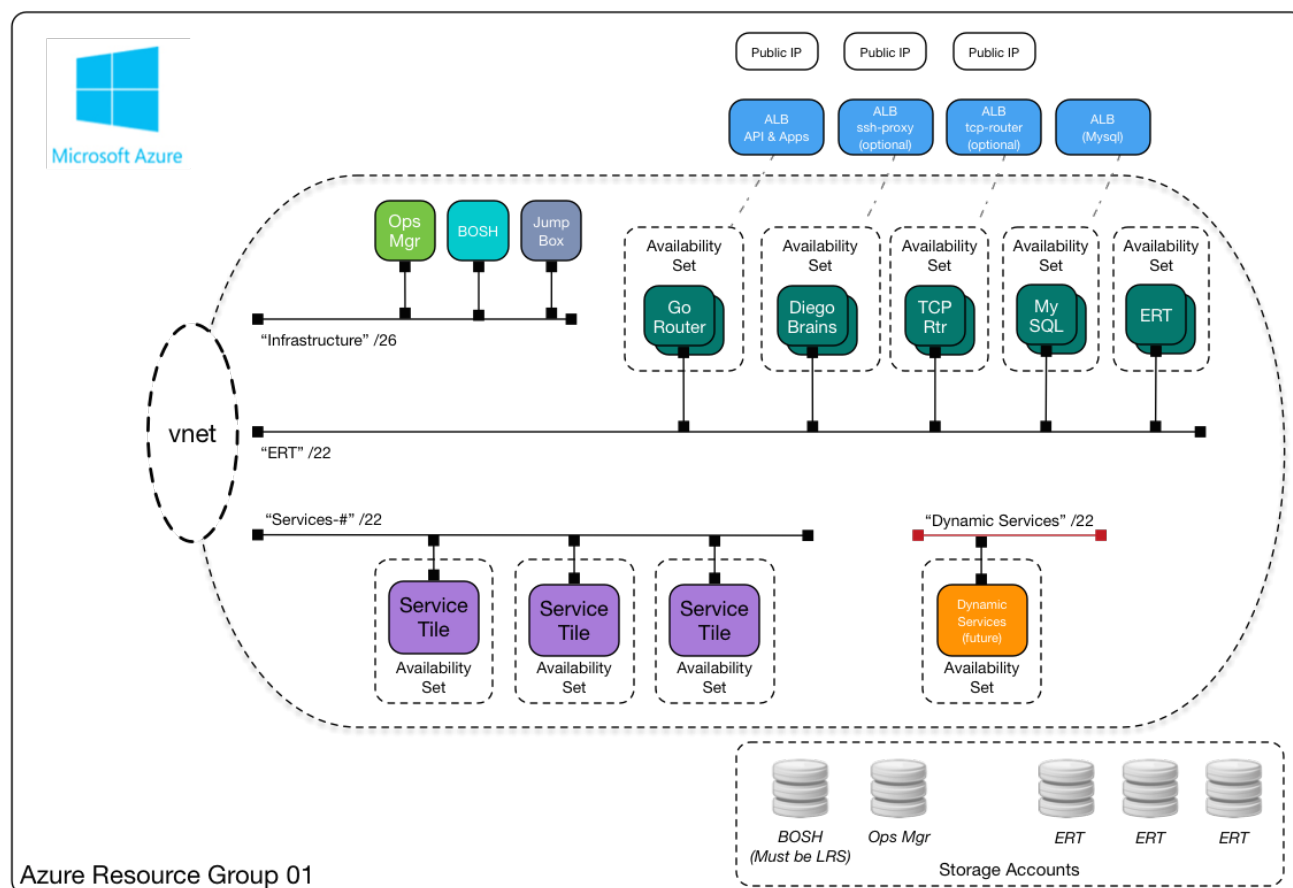 Microsoft Azure
Public IP
Public IP
Public IP
ALB
API & Apps
ALB
ssh-proxy
(optional)
ALB
tcp-router
(optional)
ALB
(Mysql)
Ops
Mgr
BOSH
Jump
Box
"Infrastructure" /26
Availability
Set
Go
Router
Availability
Set
Diego
Brains
Availability
Set
TCP
Rtr
Availability
Set
My
SQL
Availability
Set
ERT
vnet
"ERT" /22
"Services-#" /22
Service
Tile
Availability
Set
Service
Tile
Availability
Set
Service
Tile
Availability
Set
"Dynamic Services" /22
Dynamic
Services
(future)
Availability
Set
BOSH
(Must be LRS)
Ops Mgr
ERT
ERT
ERT
Storage Accounts
Azure Resource Group 01